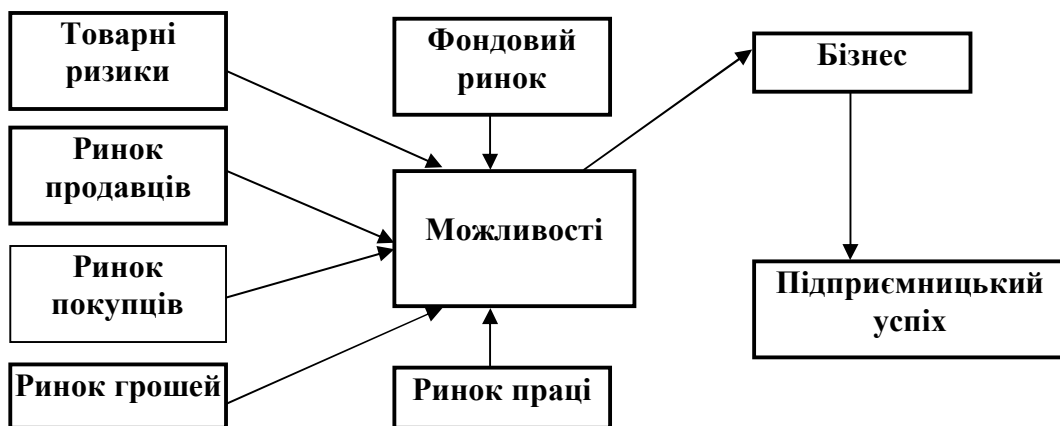 Товарні
ризики
Фондовий
ринок
Бізнес
Ринок
продавців
Можливості
Ринок
покупців
Підприємницький
успіх
Ринок грошей
Ринок праці